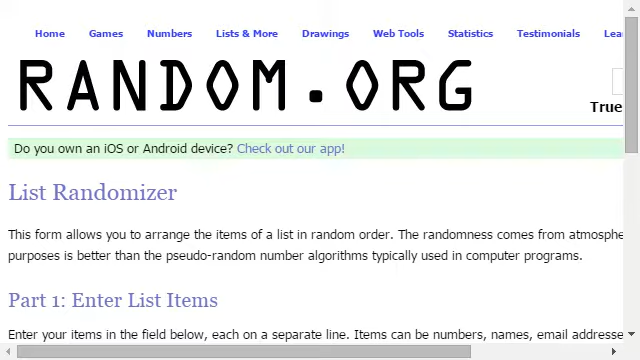 Home Games Numbers Lists & More Drawings Web Tools Statistics Testimonials
RANDOM.ORG
True
Do you own an iOS or Android device? Check out our app!
List Randomizer
This form allows you to arrange the items of a list in random order. The randomness comes from
purposes is better than the pseudo-random number algorithms typically used in computer programs.
Part 1: Enter List Items
Enter your items in the field below, each on a separate line. Items can be numbers, names, email